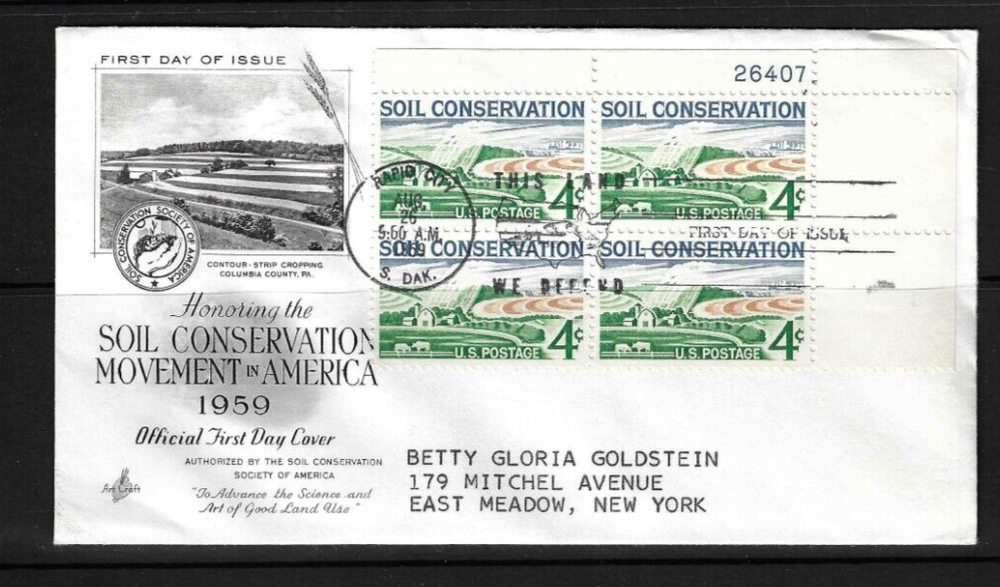 FIRST DAY OF ISSUE
26407
SOIL CONSERVATION
4¢
U.S. POSTAGE
SOIL CONSERVATION
4¢
U.S. POSTAGE
SOIL CONSERVATION
4¢
U.S. POSTAGE
SOIL CONSERVATION
4¢
U.S. POSTAGE
RAPID CITY
AUG.
26
A.M.
1959
S. DAK.
THIS LAND
FIRST DAY OF ISSUE
WE DEFEND
SOIL CONSERVATION SOCIETY OF AMERICA
CONTOUR-STRIP CROPPING
COLUMBIA COUNTY, PA.
Honoring the
SOIL CONSERVATION
MOVEMENT IN AMERICA
1959
Official First Day Cover
AUTHORIZED BY THE SOIL CONSERVATION
SOCIETY OF AMERICA
"To Advance the Science and
Art of Good Land Use"
Art Craft
BETTY GLORIA GOLDSTEIN
179 MITCHEL AVENUE
EAST MEADOW, NEW YORK